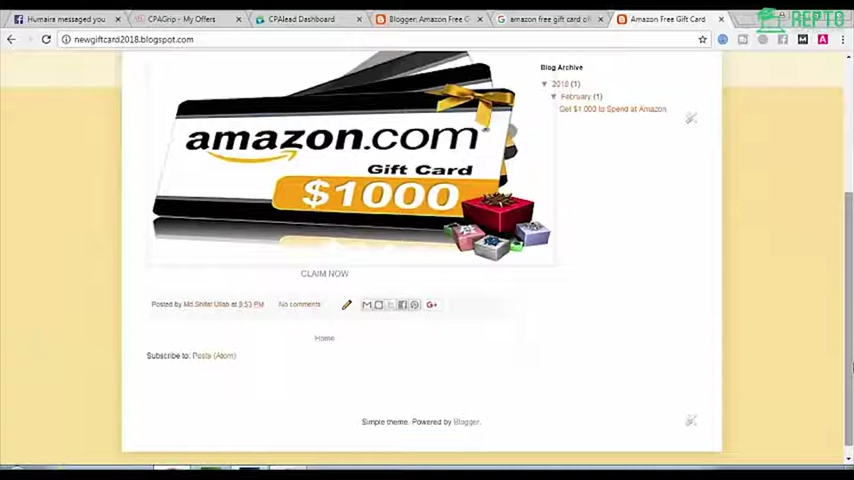 Humaira messaged you
CPAGrip - My Offers
CPAlead Dashboard
Blogger: Amazon Free G
amazon free gift card of
Amazon Free Gift Card
REPTO
newgiftcard2018.blogspot.com
Blog Archive
▼ 2018 (1)
▼ February (1)
Get $1,000 to Spend at Amazon
amazon.com
Gift Card
$1000
CLAIM NOW
Posted by Md.Shifat Ullah at 9:53 PM No comments:
Home
Subscribe to: Posts (Atom)
Simple theme. Powered by Blogger.